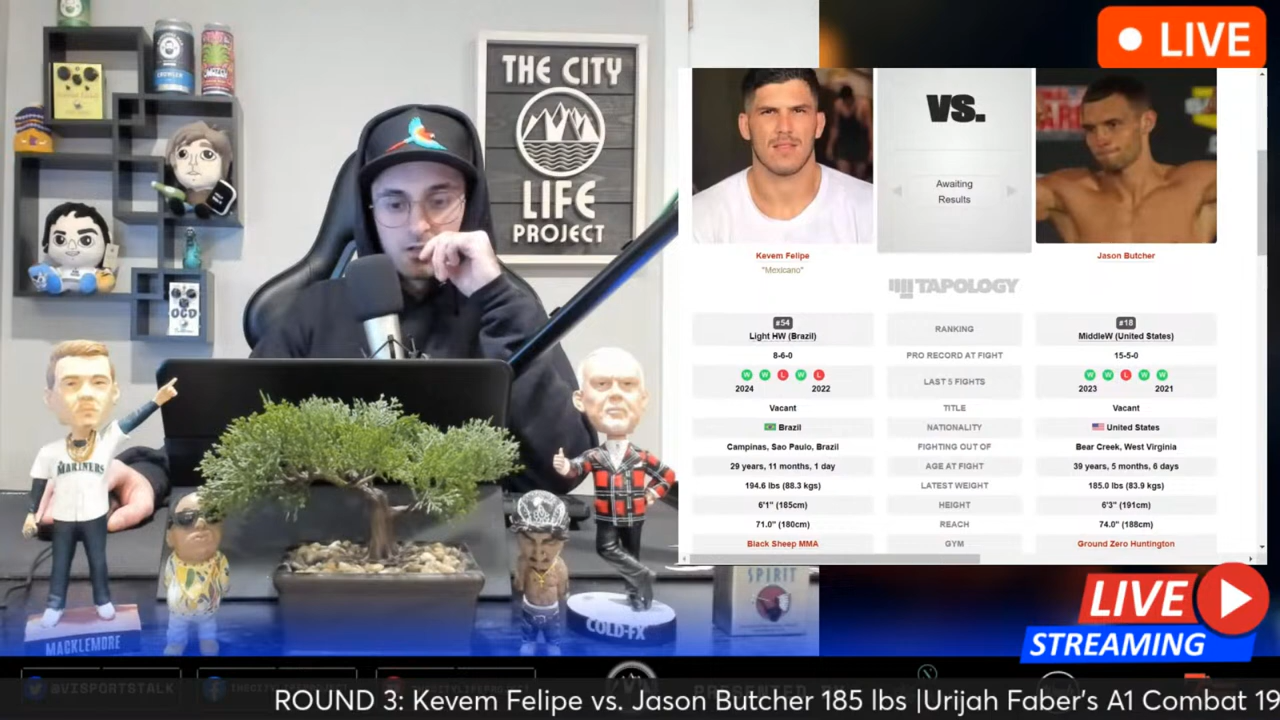 LIVE
THE CITY
LIFE
PROJECT
OCD
MARINERS
MACKLEMORE
COLD-FX
SPIRIT
VS.
Awaiting
Results
Kevem Felipe
"Mexicano"
Jason Butcher
TAPOLOGY
#54
Light HW (Brazil)
RANKING
#18
MiddleW (United States)
8-6-0
PRO RECORD AT FIGHT
15-5-0
W W L W L
2024 2022
LAST 5 FIGHTS
W W L W W
2023 2021
Vacant
TITLE
Vacant
Brazil
NATIONALITY
United States
Campinas, Sao Paulo, Brazil
FIGHTING OUT OF
Bear Creek, West Virginia
29 years, 11 months, 1 day
AGE AT FIGHT
39 years, 5 months, 6 days
194.6 lbs (88.3 kgs)
LATEST WEIGHT
185.0 lbs (83.9 kgs)
6'1" (185cm)
HEIGHT
6'3" (191cm)
71.0" (180cm)
REACH
74.0" (188cm)
Black Sheep MMA
GYM
Ground Zero Huntington
LIVE
STREAMING
@VISPORTSTALK
ROUND 3: Kevem Felipe vs. Jason Butcher 185 lbs |Urijah Faber's A1 Combat 19